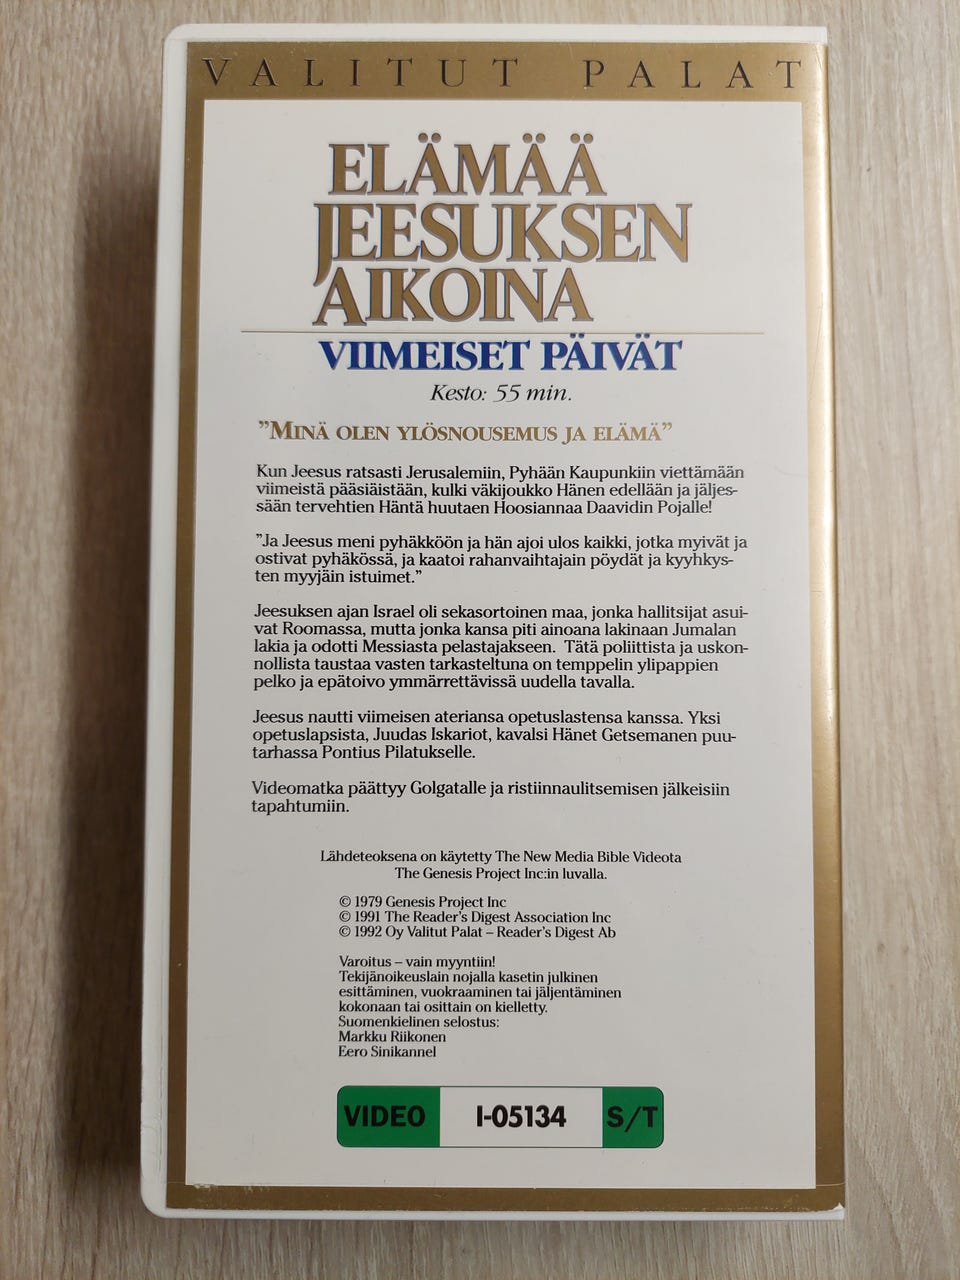 VALITUT PALAT
ELÄMÄÄ
JEESUKSEN
AIKOINA
VIIMEISET PÄIVÄT
Kesto: 55 min.
"MINÄ OLEN YLÖSNOUSEMUS JA ELÄMÄ"
Kun Jeesus ratsasti Jerusalemiin, Pyhään Kaupunkiin viettämään
viimeistä pääsiäistään, kulki väkijoukko Hänen edellään ja jäljes-
sään tervehtien Häntä huutaen Hoosiannaa Daavidin Pojalle!
"Ja Jeesus meni pyhäkköön ja hän ajoi ulos kaikki, jotka myivät ja
ostivat pyhäkössä, ja kaatoi rahanvaihtajain pöydät ja kyyhkys-
ten myyjäin istuimet."
Jeesuksen ajan Israel oli sekasortoinen maa, jonka hallitsijat asui-
vat Roomassa, mutta jonka kansa piti ainoana lakinaan Jumalan
lakia ja odotti Messiasta pelastajakseen. Tätä poliittista ja uskon-
nollista taustaa vasten tarkasteltuna on temppelin ylipappien
pelko ja epätoivo ymmärrettävissä uudella tavalla.
Jeesus nautti viimeisen ateriansa opetuslastensa kanssa. Yksi
opetuslapsista, Juudas Iskariot, kavalsi Hänet Getsemanen puu-
tarhassa Pontius Pilatukselle.
Videomatka päättyy Golgatalle ja ristiinnaulitsemisen jälkeisiin
tapahtumiin.
Lähdeteoksena on käytetty The New Media Bible Videota
The Genesis Project Inc:in luvalla.
© 1979 Genesis Project Inc
© 1991 The Reader's Digest Association Inc
© 1992 Oy Valitut Palat – Reader's Digest Ab
Varoitus – vain myyntiin!
Tekijänoikeuslain nojalla kasetin julkinen
esittäminen, vuokraaminen tai jäljentäminen
kokonaan tai osittain on kielletty.
Suomenkielinen selostus:
Markku Riikonen
Eero Sinikannel
VIDEO I-05134 S/T